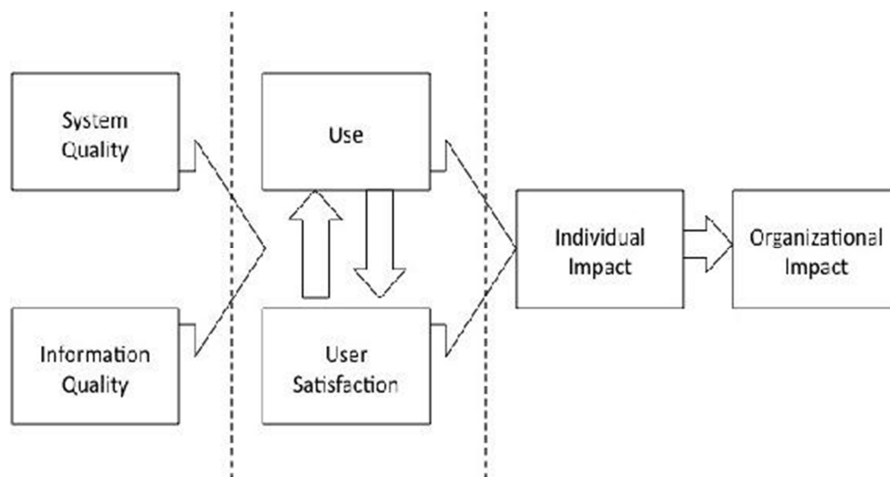 System
Quality
Use
Individual
Impact
Organizational
Impact
Information
Quality
User
Satisfaction